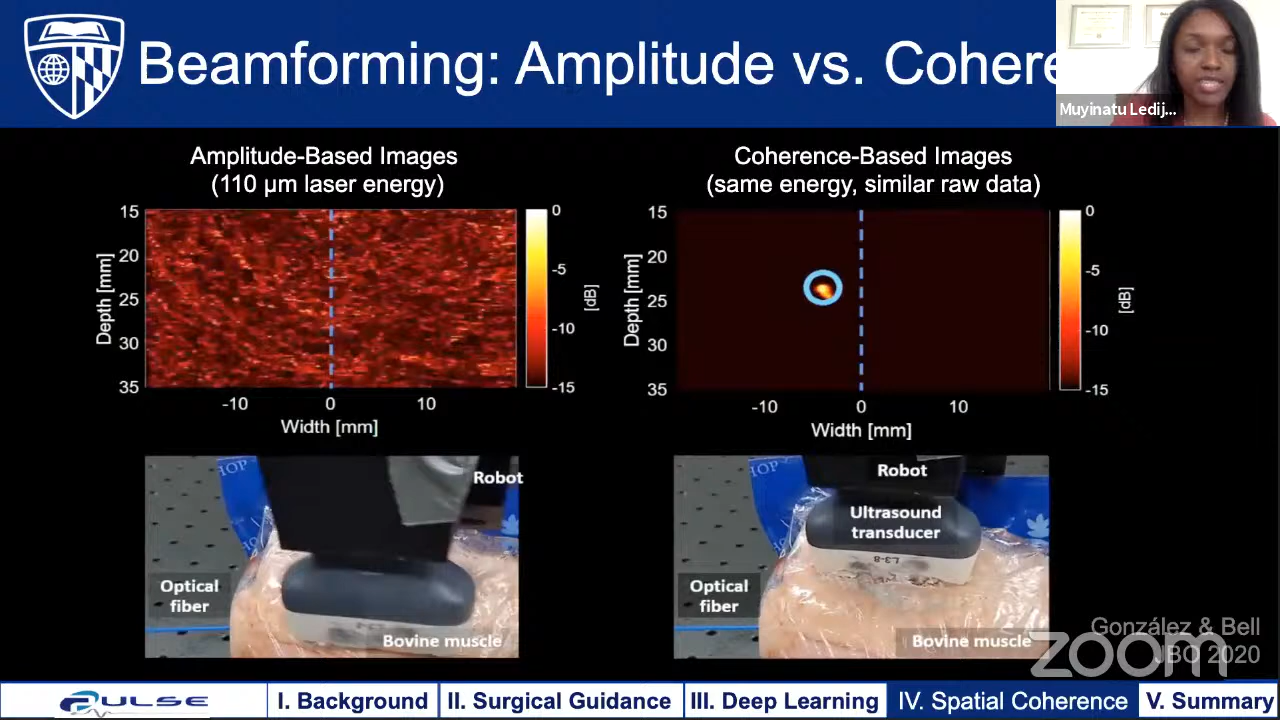 Beamforming: Amplitude vs. Cohere
Muyinatu Ledij...
Amplitude-Based Images
(110 µm laser energy)
Coherence-Based Images
(same energy, similar raw data)
15
20
25
30
35
Depth [mm]
-10
0
10
Width [mm]
0
-5
-10
-15
[dB]
15
20
25
30
35
Depth [mm]
-10
0
10
Width [mm]
0
-5
-10
-15
[dB]
HOP
Robot
Optical
fiber
Bovine muscle
HOP
Robot
Ultrasound
transducer
L3-8
Optical
fiber
Bovine muscle
González & Bell
JBO 2020
zoom
PULSE
I. Background
II. Surgical Guidance
III. Deep Learning
IV. Spatial Coherence
V. Summary